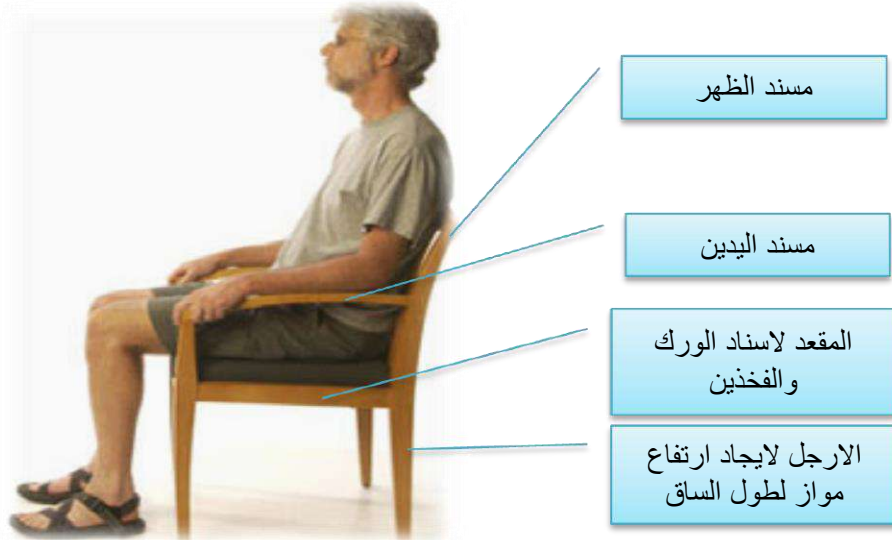 مسند الظهر
مسند اليدين
المقعد لاسناد الورك
والفخذين
الارجل لايجاد ارتفاع
مواز لطول الساق